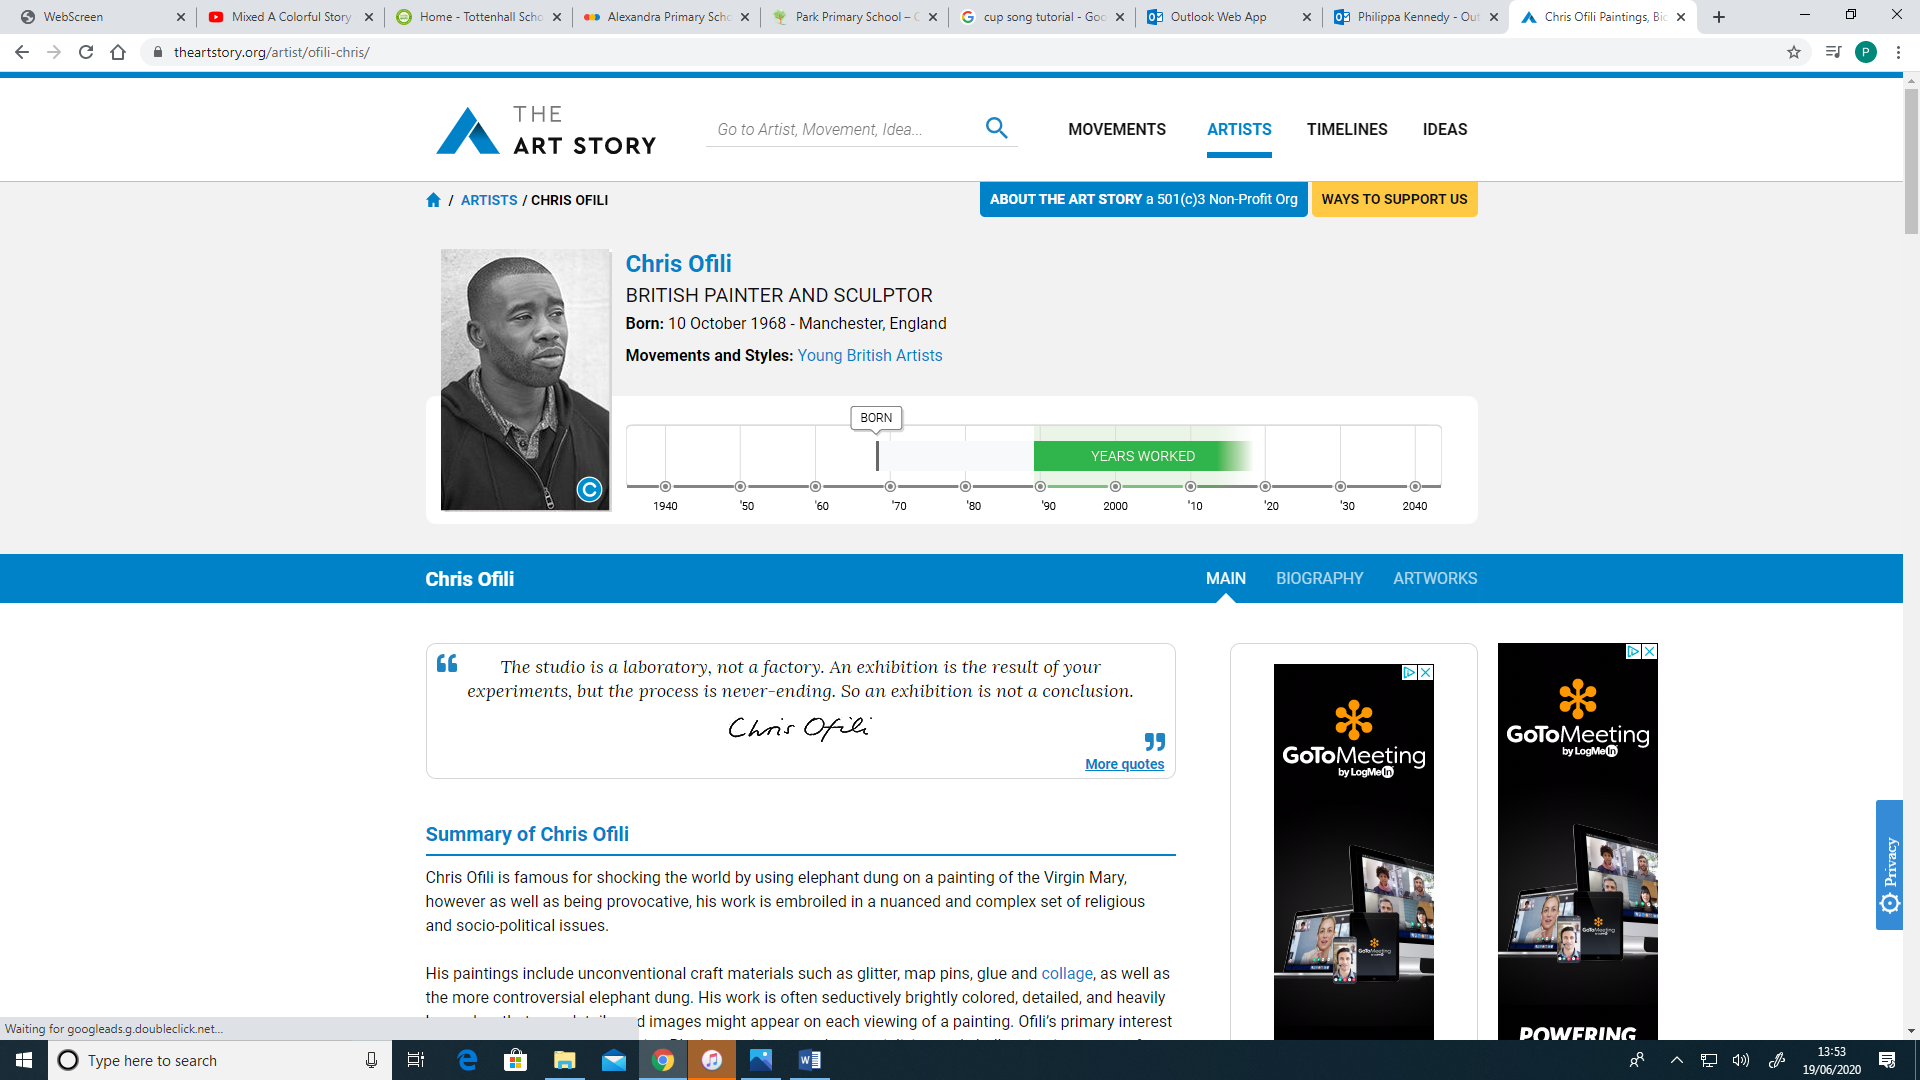 WebScreen
Mixed A Colorful Story
Home - Tottenhall Scho
Alexandra Primary Scho
Park Primary School –
cup song tutorial - Goo
Outlook Web App
Philippa Kennedy - Out
Chris Ofili Paintings, Bio
theartstory.org/artist/ofili-chris/
P
THE
ART STORY
Go to Artist, Movement, Idea...
MOVEMENTS
ARTISTS
TIMELINES
IDEAS
/ ARTISTS / CHRIS OFILI
ABOUT THE ART STORY a 501(c)3 Non-Profit Org
WAYS TO SUPPORT US
Chris Ofili
BRITISH PAINTER AND SCULPTOR
Born: 10 October 1968 - Manchester, England
Movements and Styles: Young British Artists
BORN
YEARS WORKED
C
1940 '50 '60 '70 '80 '90 2000 '10 '20 '30 2040
Chris Ofili
MAIN
BIOGRAPHY
ARTWORKS
“ The studio is a laboratory, not a factory. An exhibition is the result of your
experiments, but the process is never-ending. So an exhibition is not a conclusion.
Chris Ofili
”
More quotes
Summary of Chris Ofili
Chris Ofili is famous for shocking the world by using elephant dung on a painting of the Virgin Mary,
however as well as being provocative, his work is embroiled in a nuanced and complex set of religious
and socio-political issues.
His paintings include unconventional craft materials such as glitter, map pins, glue and collage, as well as
the more controversial elephant dung. His work is often seductively brightly colored, detailed, and heavily
images might appear on each viewing of a painting. Ofili's primary interest
GoToMeeting
by LogMeIn
GoToMeeting
by LogMeIn
POWERING
Privacy
Waiting for googleads.g.doubleclick.net...
Type here to search
13:53
19/06/2020